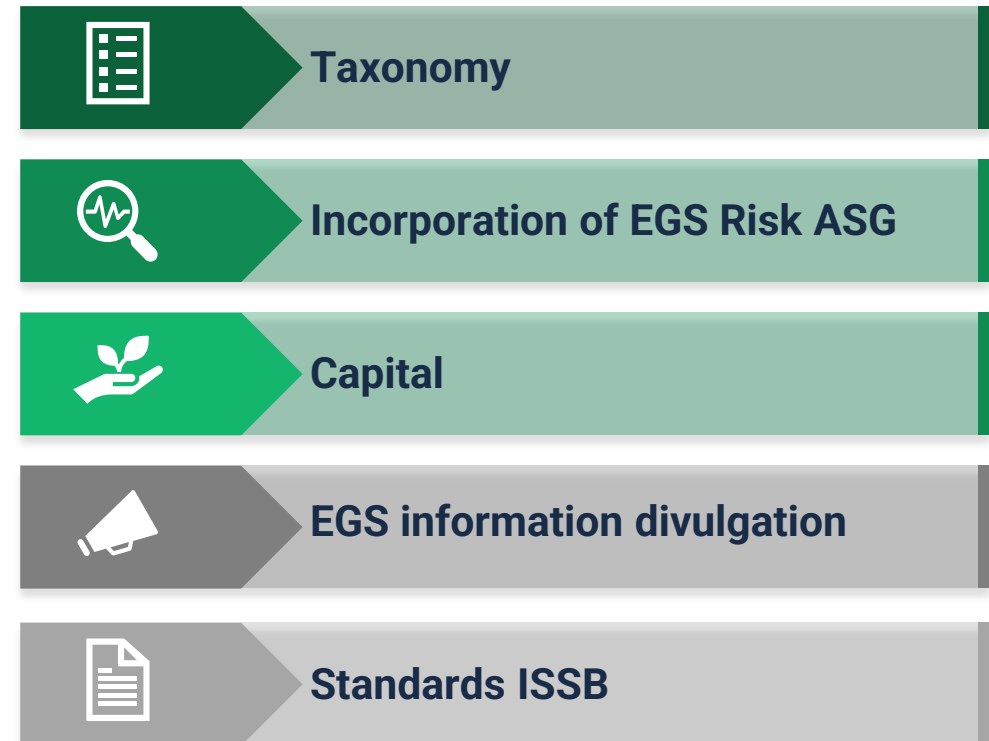 Taxonomy
Incorporation of EGS Risk ASG
Capital
EGS information divulgation
Standards ISSB